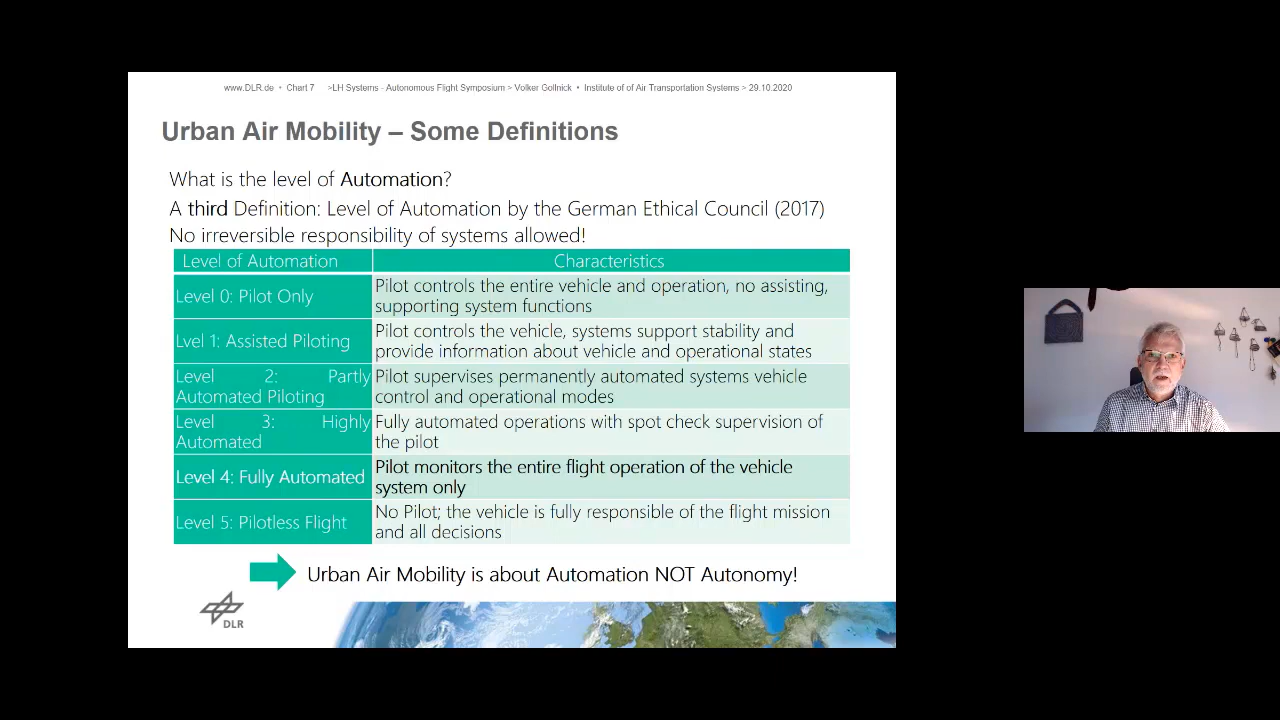 www.DLR.de • Chart 7 >LH Systems - Autonomous Flight Symposium > Volker Gollnick • Institute of of Air Transportation Systems > 29.10.2020
Urban Air Mobility – Some Definitions
What is the level of Automation?
A third Definition: Level of Automation by the German Ethical Council (2017)
No irreversible responsibility of systems allowed!
Level of Automation Characteristics
Level 0: Pilot Only
Pilot controls the entire vehicle and operation, no assisting,
supporting system functions
Lvel 1: Assisted Piloting
Pilot controls the vehicle, systems support stability and
provide information about vehicle and operational states
Level 2: Partly
Automated Piloting
Pilot supervises permanently automated systems vehicle
control and operational modes
Level 3: Highly
Automated
Fully automated operations with spot check supervision of
the pilot
Level 4: Fully Automated
Pilot monitors the entire flight operation of the vehicle
system only
Level 5: Pilotless Flight
No Pilot; the vehicle is fully responsible of the flight mission
and all decisions
Urban Air Mobility is about Automation NOT Autonomy!
DLR